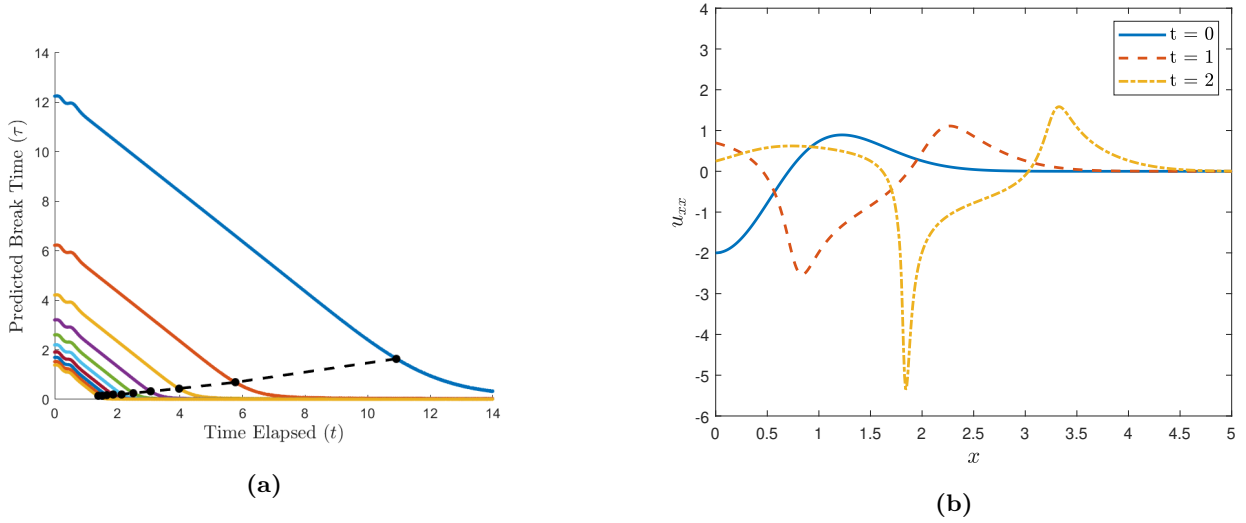 14
12
10
8
6
4
2
0
Predicted Break Time (τ)
0 2 4 6 8 10 12 14
Time Elapsed (t)
(a)
4
3
2
1
0
-1
-2
-3
-4
-5
-6
u_{xx}
t = 0
t = 1
t = 2
0 0.5 1 1.5 2 2.5 3 3.5 4 4.5 5
x
(b)